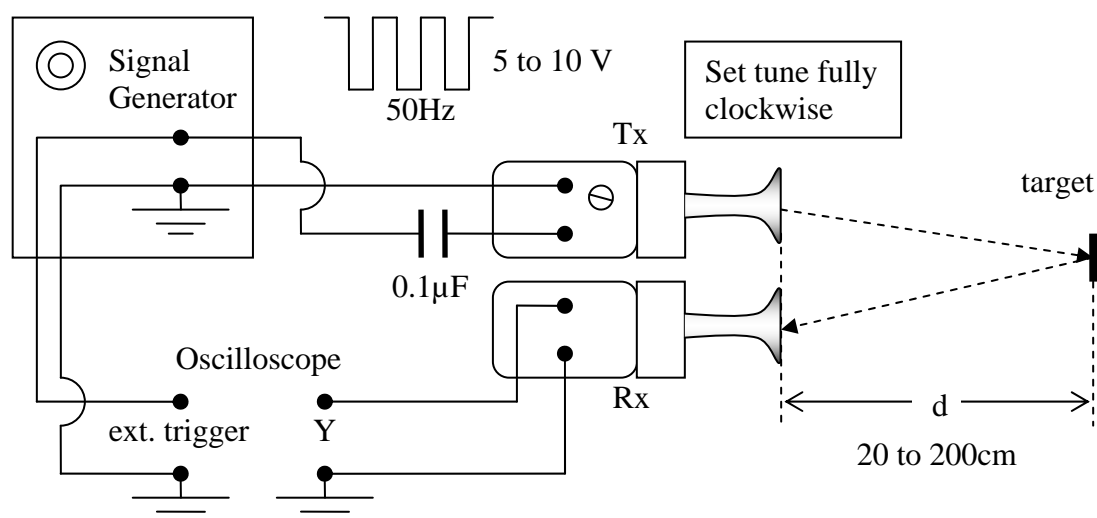 Signal
Generator
5 to 10 V
50Hz
Set tune fully
clockwise
Tx
target
0.1µF
Oscilloscope
Rx
ext. trigger
Y
d
20 to 200cm